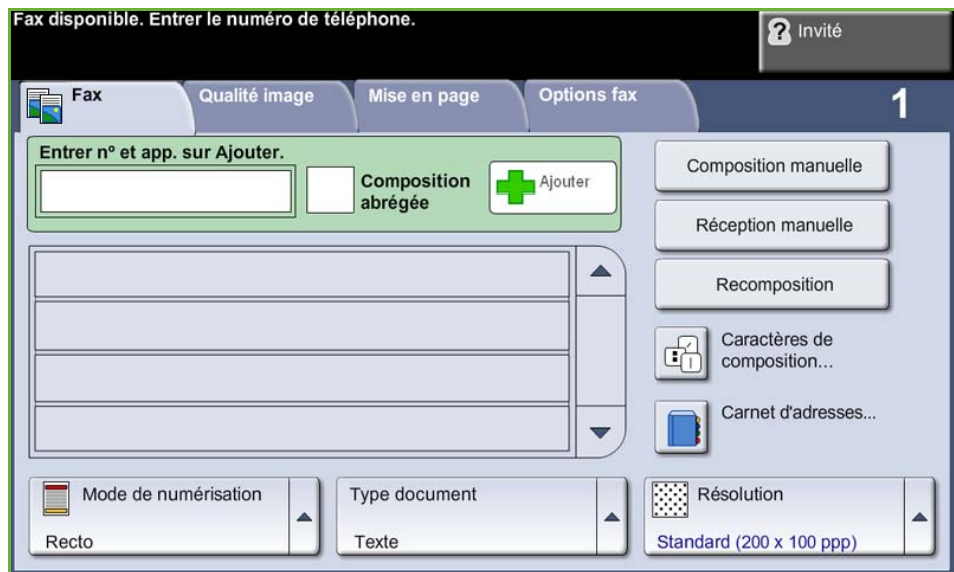 Fax disponible. Entrer le numéro de téléphone.
Invité
Fax
Qualité image
Mise en page
Options fax
1
Entrer nº et app. sur Ajouter.
Composition
abrégée
Ajouter
Composition manuelle
Réception manuelle
Recomposition
Caractères de
composition...
Carnet d'adresses...
Mode de numérisation
Recto
Type document
Texte
Résolution
Standard (200 x 100 ppp)